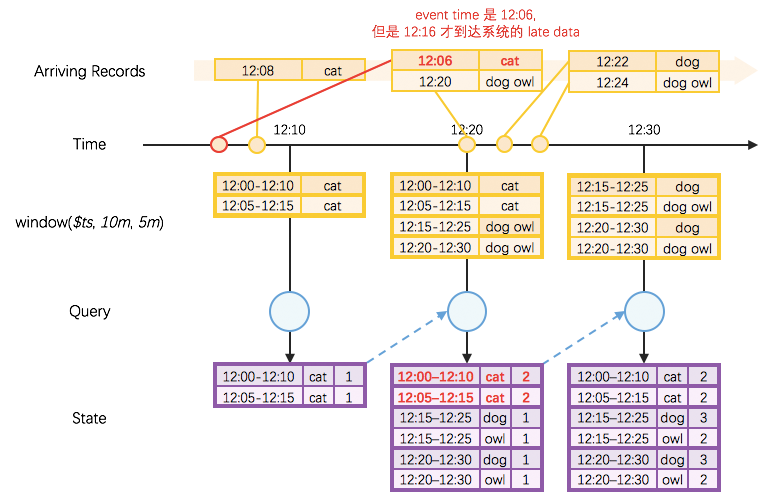 event time 是 12:06,
但是 12:16 才到达系统的 late data
Arriving Records
12:08 cat
12:06 cat
12:20 dog owl
12:22 dog
12:24 dog owl
Time
12:10
12:20
12:30
window($ts, 10m, 5m)
12:00-12:10 cat
12:05-12:15 cat
12:00-12:10 cat
12:05-12:15 cat
12:15-12:25 dog owl
12:20-12:30 dog owl
12:15-12:25 dog
12:15-12:25 dog owl
12:20-12:30 dog
12:20-12:30 dog owl
Query
State
12:00-12:10 cat 1
12:05-12:15 cat 1
12:00–12:10 cat 2
12:05–12:15 cat 2
12:15–12:25 dog 1
12:15–12:25 owl 1
12:20–12:30 dog 1
12:20–12:30 owl 1
12:00–12:10 cat 2
12:05–12:15 cat 2
12:15–12:25 dog 3
12:15–12:25 owl 2
12:20–12:30 dog 3
12:20–12:30 owl 2